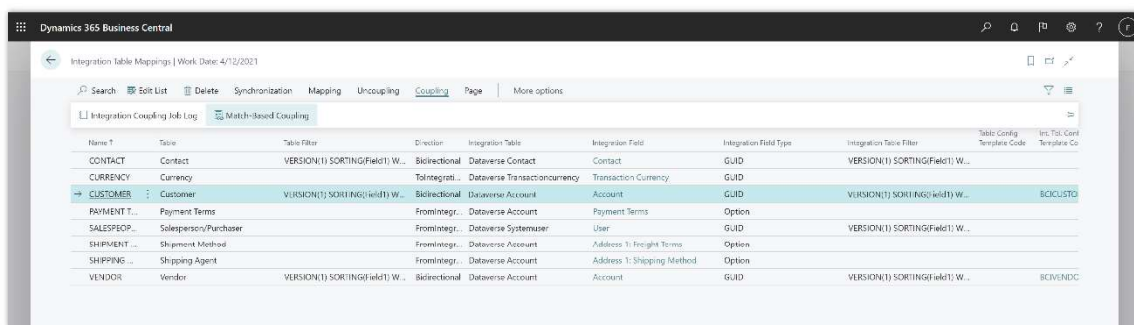 Dynamics 365 Business Central
Integration Table Mappings | Work Date: 4/12/2021
Search Edit List Delete Synchronization Mapping Uncoupling Coupling Page More options
Integration Coupling Job Log Match-Based Coupling
Name ↑ Table Table Filter Direction Integration Table Integration Field Integration Field Type Integration Table Filter Table Config Template Code Int. Tbl. Conf Template Co
CONTACT Contact VERSION(1) SORTING(Field1) W... Bidirectional Dataverse Contact Contact GUID VERSION(1) SORTING(Field1) W...
CURRENCY Currency ToIntegrati... Dataverse Transactioncurrency Transaction Currency GUID
CUSTOMER Customer VERSION(1) SORTING(Field1) W... Bidirectional Dataverse Account Account GUID VERSION(1) SORTING(Field1) W... BCICUSTO
PAYMENT T... Payment Terms FromIntegr... Dataverse Account Payment Terms Option
SALESPEOP... Salesperson/Purchaser FromIntegr... Dataverse Systemuser User GUID VERSION(1) SORTING(Field1) W...
SHIPMENT ... Shipment Method FromIntegr... Dataverse Account Address 1: Freight Terms Option
SHIPPING ... Shipping Agent FromIntegr... Dataverse Account Address 1: Shipping Method Option
VENDOR Vendor VERSION(1) SORTING(Field1) W... Bidirectional Dataverse Account Account GUID VERSION(1) SORTING(Field1) W... BCIVENDC